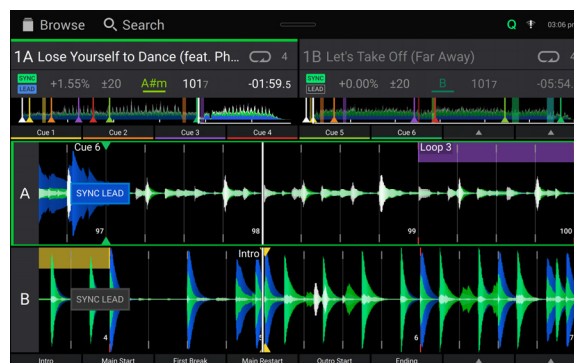 Browse Search Q 03:06 pm
1A Lose Yourself to Dance (feat. Ph... 4 1B Let's Take Off (Far Away) 4
SYNC LEAD +1.55% ±20 A#m 1017 -01:59.5 SYNC LEAD +0.00% ±20 B 1017 -05:54.
Cue 1 Cue 2 Cue 3 Cue 4 Cue 5 Cue 6
Cue 6 Loop 3
A SYNC LEAD
97 98 99 100
Intro
B SYNC LEAD
4 5 6 7
Intro Main Start First Break Main Restart Outro Start Ending